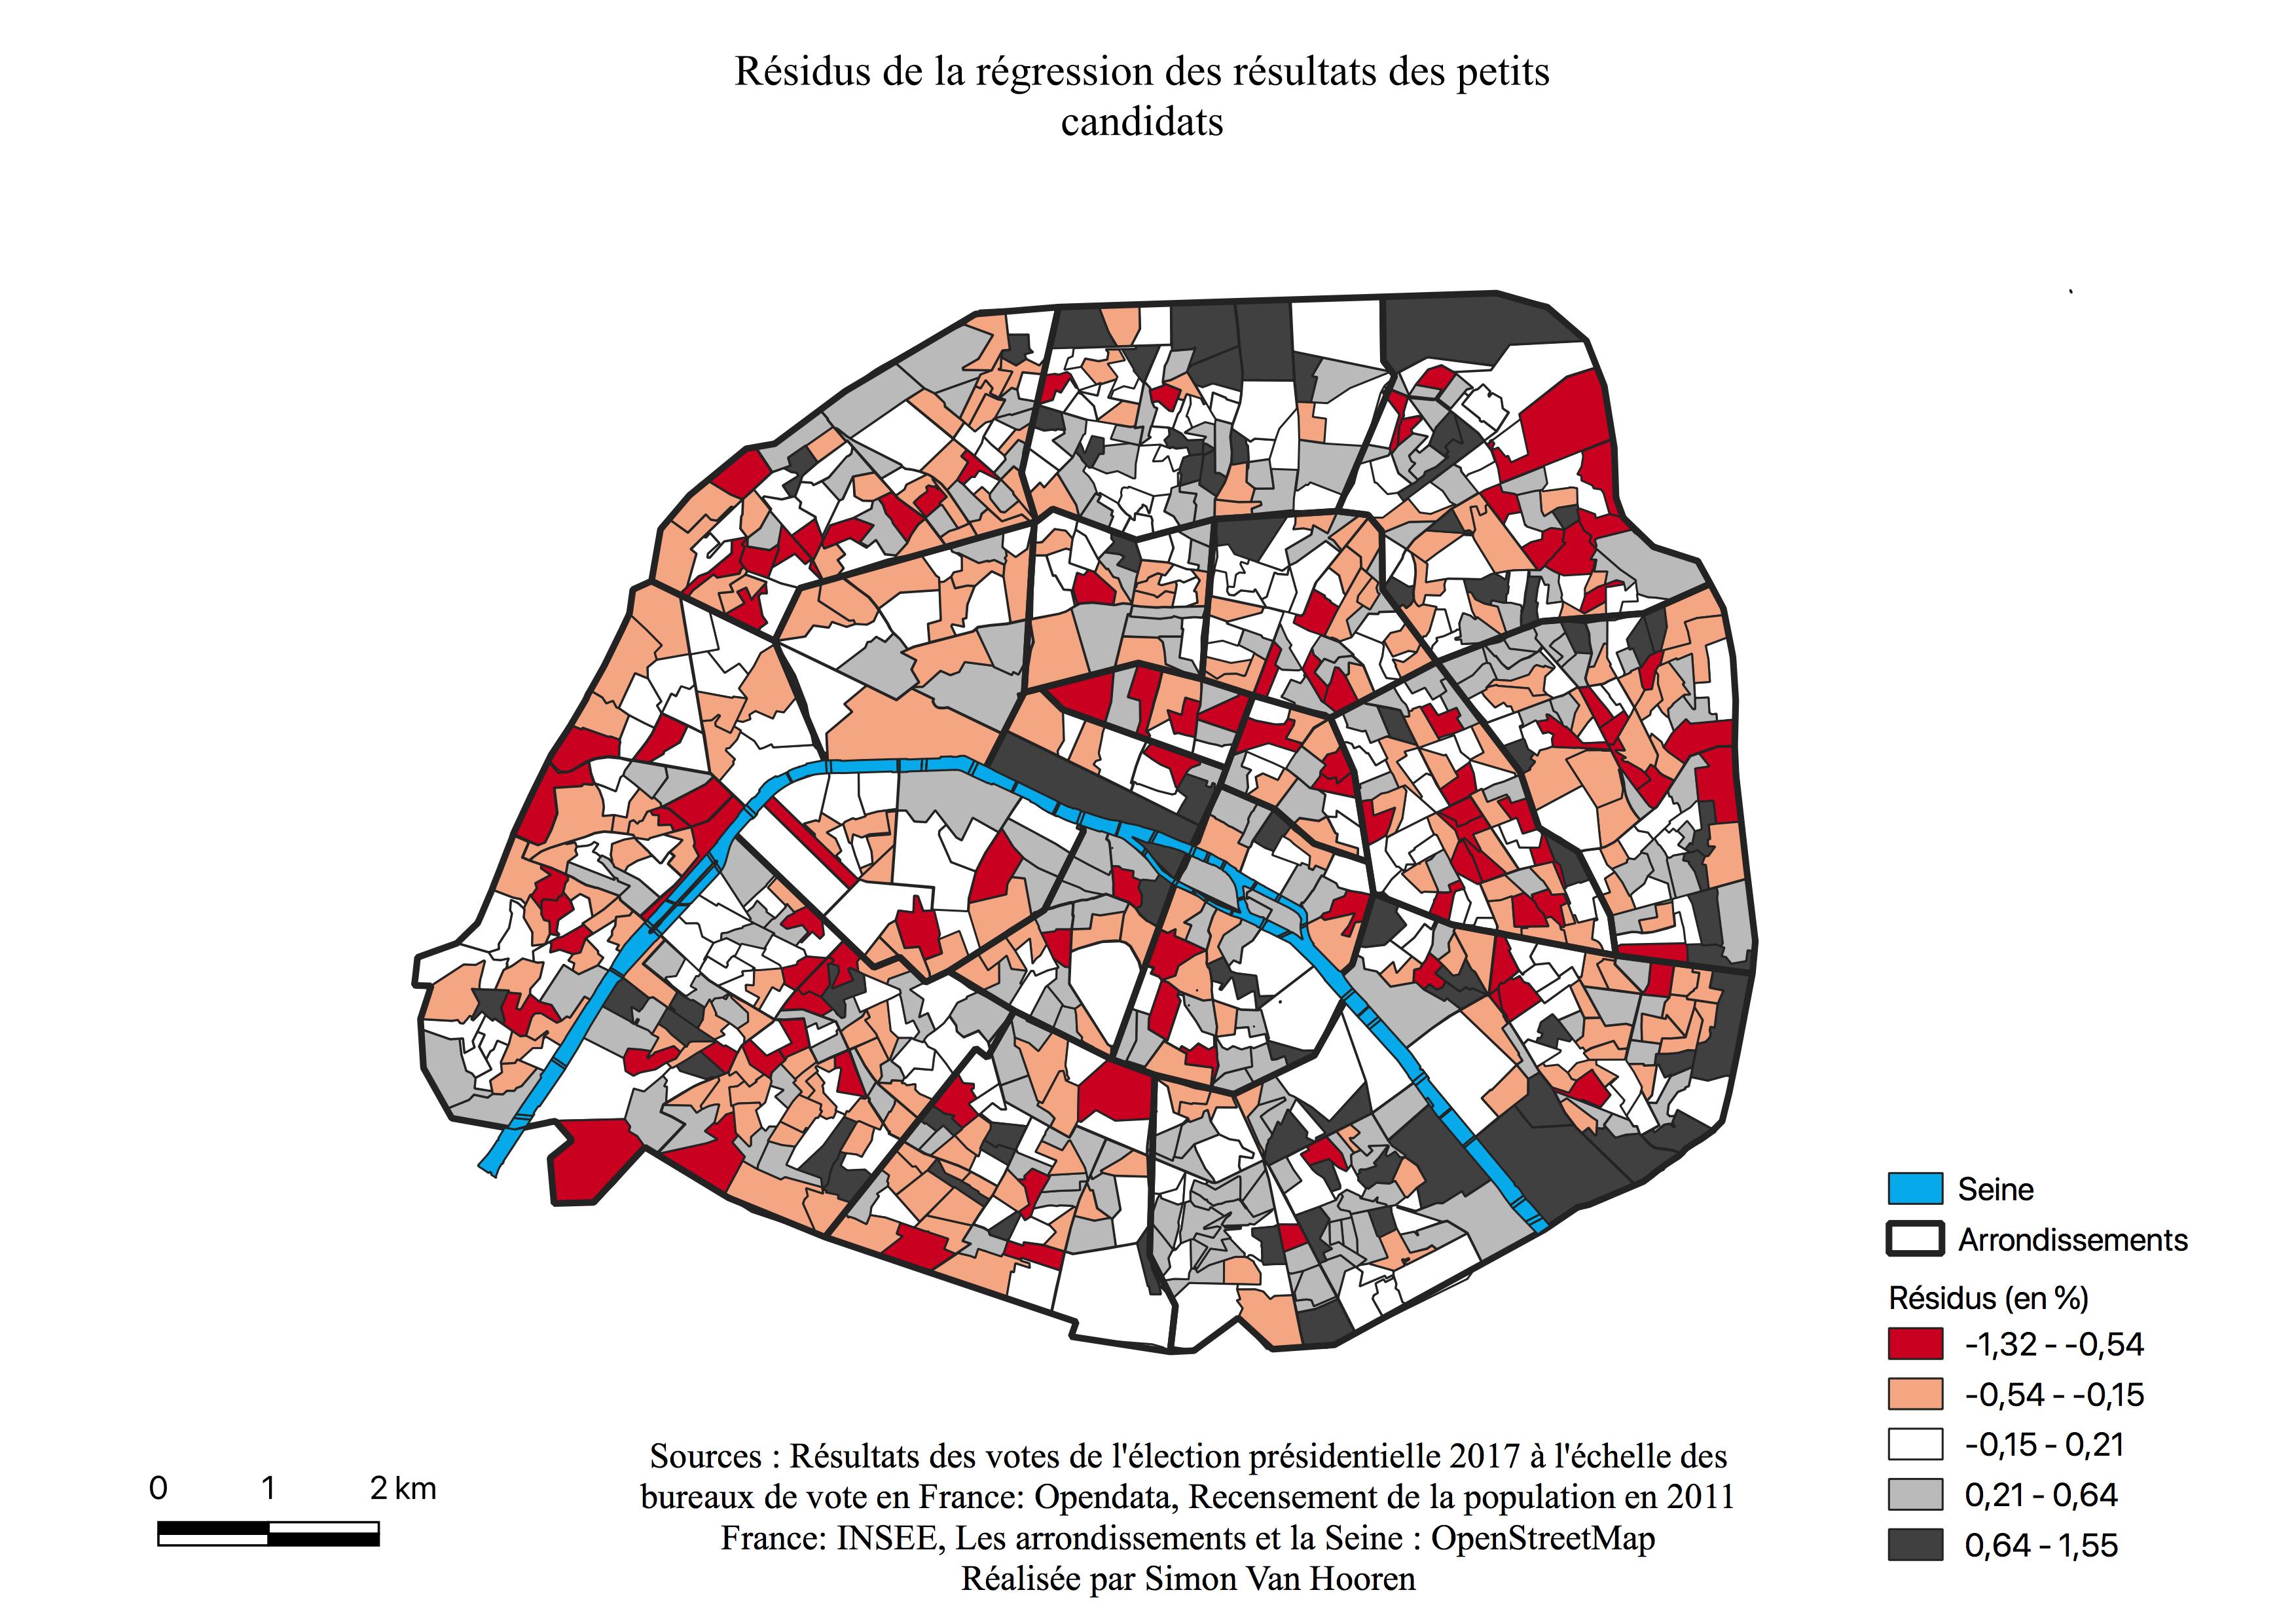 Résidus de la régression des résultats des petits
candidats
Seine
Arrondissements
Résidus (en %)
-1,32 - -0,54
-0,54 - -0,15
-0,15 - 0,21
0,21 - 0,64
0,64 - 1,55
0 1 2 km
Sources : Résultats des votes de l'élection présidentielle 2017 à l'échelle des
bureaux de vote en France: Opendata, Recensement de la population en 2011
France: INSEE, Les arrondissements et la Seine : OpenStreetMap
Réalisée par Simon Van Hooren